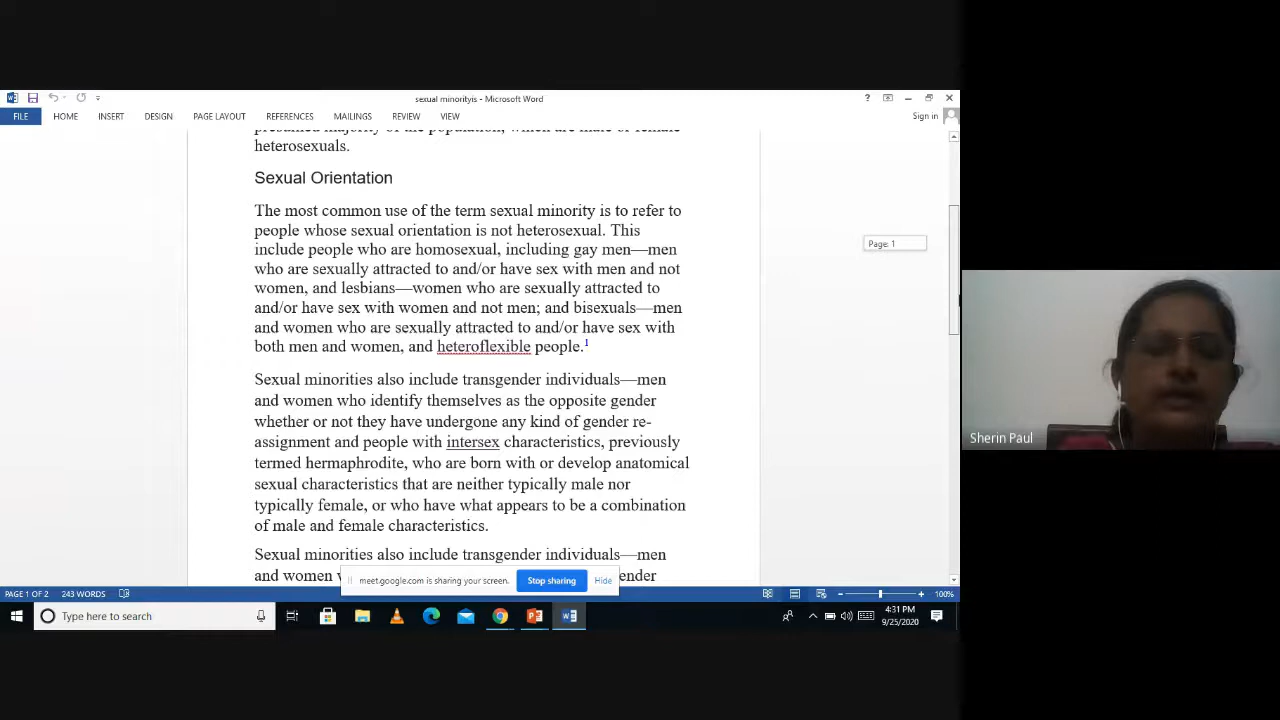 sexual minorityis - Microsoft Word
FILE HOME INSERT DESIGN PAGE LAYOUT REFERENCES MAILINGS REVIEW VIEW Sign in
presumed majority of the population, which are male or female
heterosexuals.
Sexual Orientation
The most common use of the term sexual minority is to refer to
people whose sexual orientation is not heterosexual. This
include people who are homosexual, including gay men—men
who are sexually attracted to and/or have sex with men and not
women, and lesbians—women who are sexually attracted to
and/or have sex with women and not men; and bisexuals—men
and women who are sexually attracted to and/or have sex with
both men and women, and heteroflexible people.1
Sexual minorities also include transgender individuals—men
and women who identify themselves as the opposite gender
whether or not they have undergone any kind of gender re-
assignment and people with intersex characteristics, previously
termed hermaphrodite, who are born with or develop anatomical
sexual characteristics that are neither typically male nor
typically female, or who have what appears to be a combination
of male and female characteristics.
Sexual minorities also include transgender individuals—men
and women
Page: 1
meet.google.com is sharing your screen. Stop sharing Hide
PAGE 1 OF 2 243 WORDS 100%
Type here to search
4:31 PM
9/25/2020
Sherin Paul